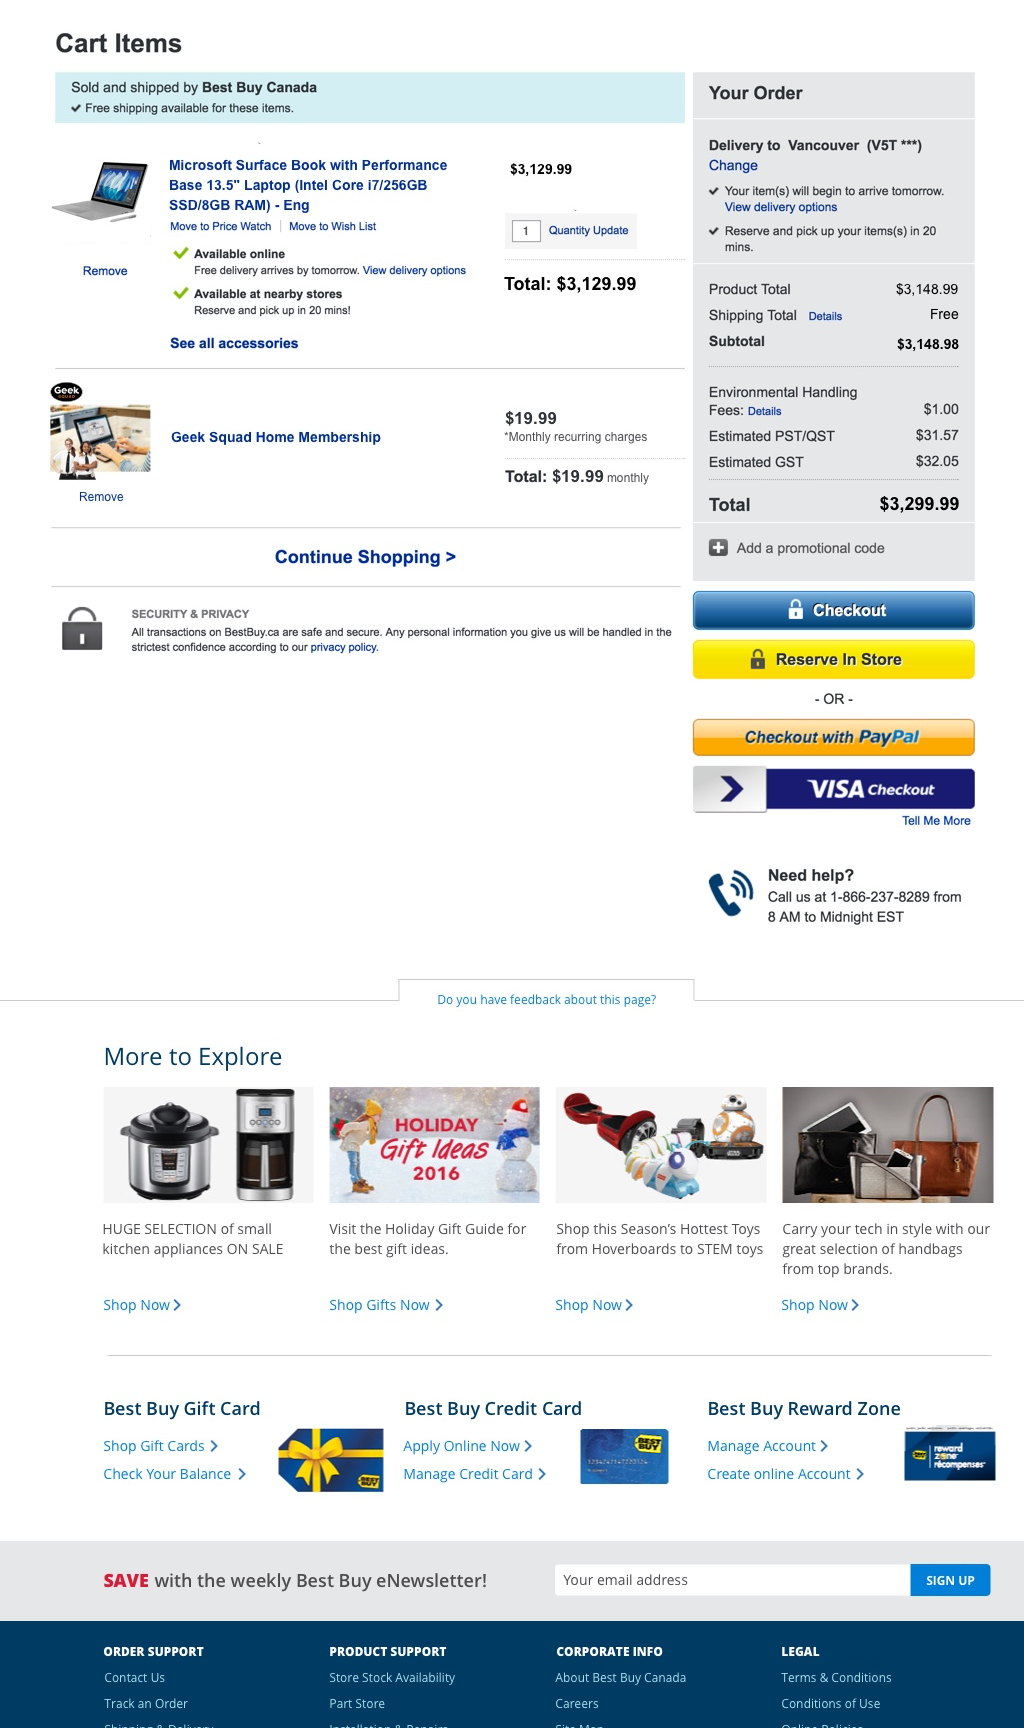 Cart Items
Sold and shipped by Best Buy Canada
Free shipping available for these items.
Microsoft Surface Book with Performance
Base 13.5" Laptop (Intel Core i7/256GB
SSD/8GB RAM) - Eng
Move to Price Watch
Move to Wish List
Remove
Available online
Free delivery arrives by tomorrow. View delivery options
Available at nearby stores
Reserve and pick up in 20 mins!
See all accessories
$3,129.99
1
Quantity Update
Total: $3,129.99
Geek
SQUAD
Geek Squad Home Membership
Remove
$19.99
*Monthly recurring charges
Total: $19.99 monthly
Continue Shopping >
SECURITY & PRIVACY
All transactions on BestBuy.ca are safe and secure. Any personal information you give us will be handled in the
strictest confidence according to our privacy policy.
Your Order
Delivery to Vancouver (V5T ***)
Change
Your item(s) will begin to arrive tomorrow.
View delivery options
Reserve and pick up your items(s) in 20
mins.
Product Total $3,148.99
Shipping Total Details Free
Subtotal $3,148.98
Environmental Handling
Fees: Details $1.00
Estimated PST/QST $31.57
Estimated GST $32.05
Total $3,299.99
Add a promotional code
Checkout
Reserve In Store
- OR -
Checkout with PayPal
VISA Checkout
Tell Me More
Need help?
Call us at 1-866-237-8289 from
8 AM to Midnight EST
Do you have feedback about this page?
More to Explore
HOLIDAY
Gift Ideas
2016
HUGE SELECTION of small
kitchen appliances ON SALE
Shop Now
Visit the Holiday Gift Guide for
the best gift ideas.
Shop Gifts Now
Shop this Season's Hottest Toys
from Hoverboards to STEM toys
Shop Now
Carry your tech in style with our
great selection of handbags
from top brands.
Shop Now
Best Buy Gift Card
Shop Gift Cards
Check Your Balance
BEST
BUY
Best Buy Credit Card
Apply Online Now
Manage Credit Card
BEST
BUY
Best Buy Reward Zone
Manage Account
Create online Account
reward
zone
récompenses
SAVE with the weekly Best Buy eNewsletter!
Your email address
SIGN UP
ORDER SUPPORT
Contact Us
Track an Order
Shipping & Delivery
PRODUCT SUPPORT
Store Stock Availability
Part Store
Installation & Repairs
CORPORATE INFO
About Best Buy Canada
Careers
Site Map
LEGAL
Terms & Conditions
Conditions of Use
Online Policies